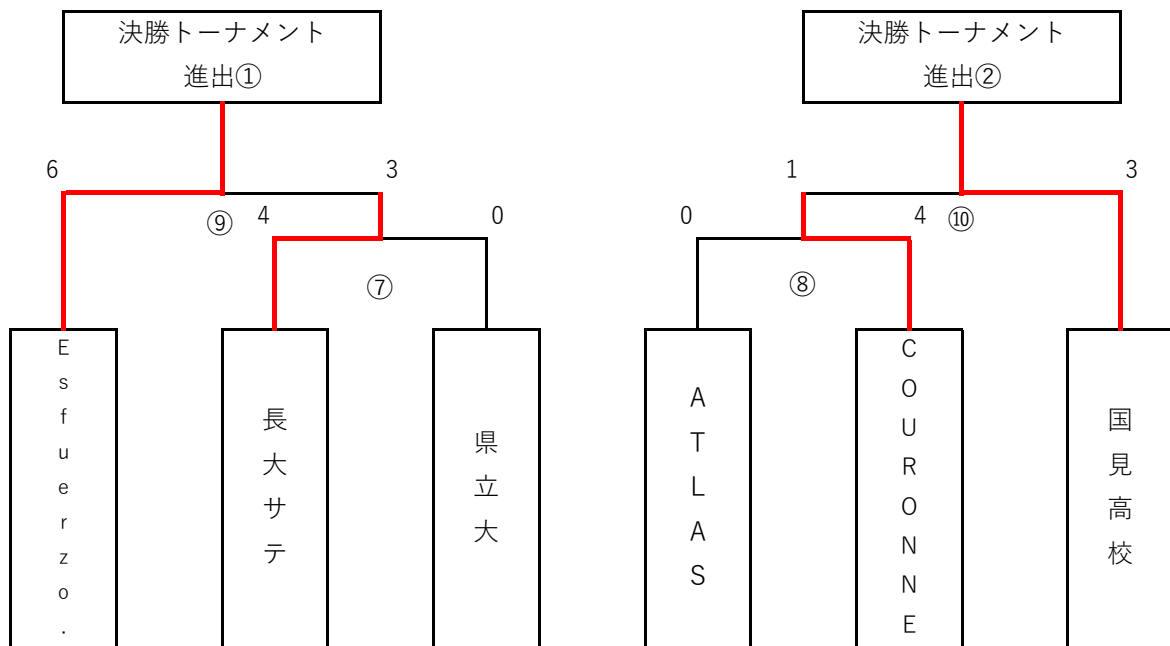 決勝トーナメント
進出①
決勝トーナメント
進出②
6
3
1
3
⑨
4
0
0
4
⑩
⑦
⑧
Esfuerzo.
長大サテ
県立大
ATLAS
COURONNE
国見高校